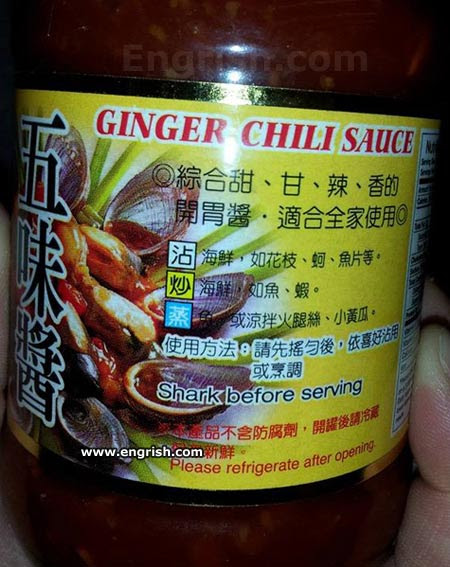 Engrish.com
GINGER CHILI SAUCE
五味醬
◎綜合甜、甘、辣、香的
開胃醬·適合全家使用◎
沾 海鮮，如花枝、蚵、魚片等。
炒 海鮮，如魚、蝦。
蒸 魚，或涼拌火腿絲、小黃瓜。
使用方法：請先搖勻後，依喜好沾用
或烹調
Shark before serving
本產品不含防腐劑，開罐後請冷藏
新鮮。
Please refrigerate after opening.
www.engrish.com